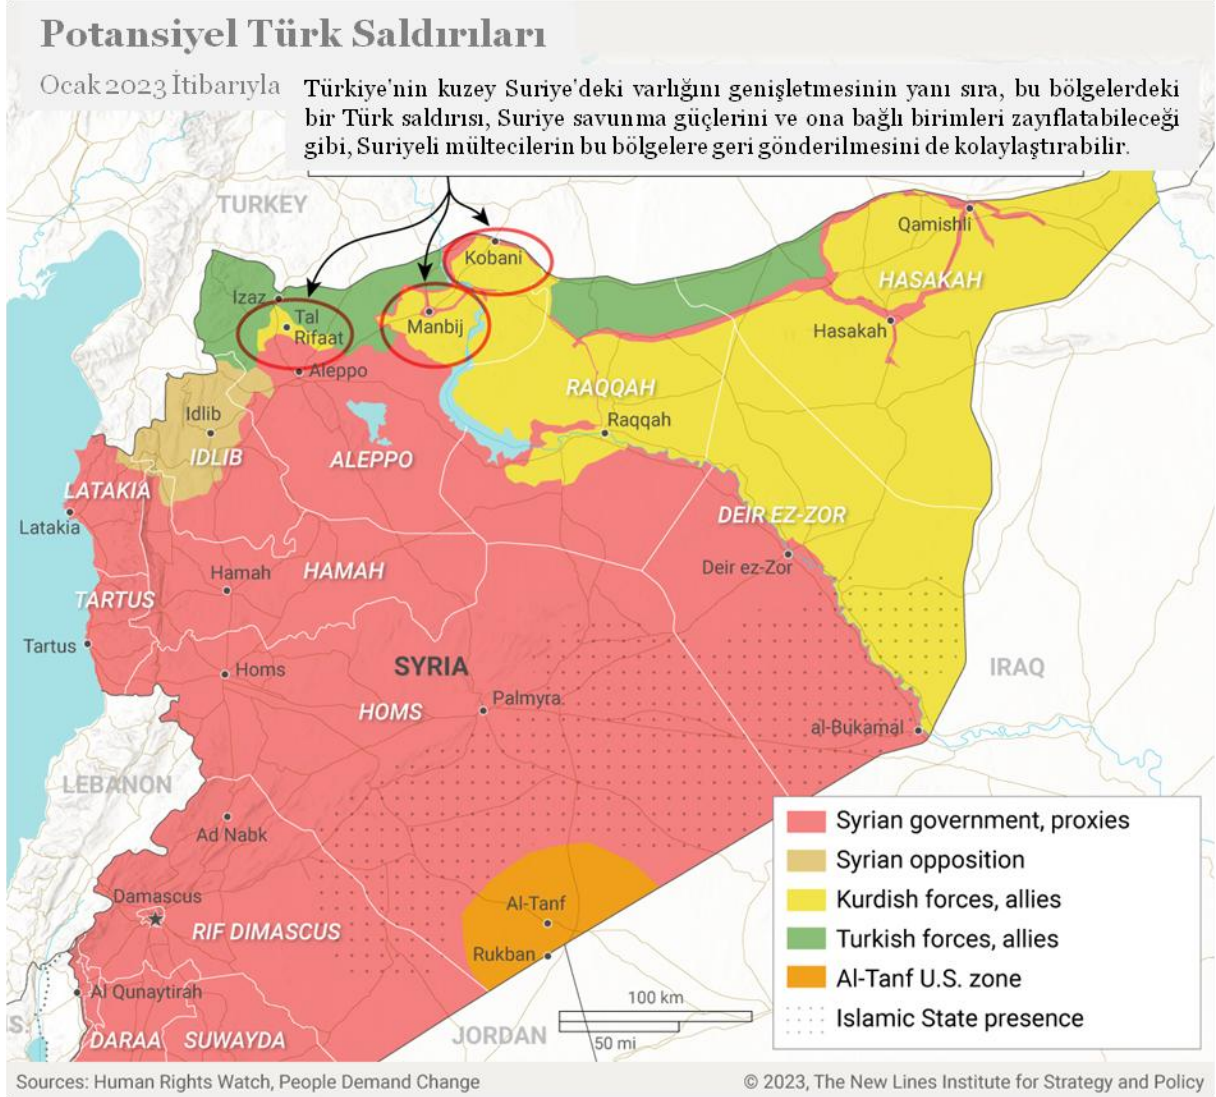 Potansiyel Türk Saldırıları
Ocak 2023 İtibarıyla
Türkiye'nin kuzey Suriye'deki varlığını genişletmesinin yanı sıra, bu bölgelerdeki
bir Türk saldırısı, Suriye savunma güçlerini ve ona bağlı birimleri zayıflatabileceği
gibi, Suriyeli mültecilerin bu bölgelere geri gönderilmesini de kolaylaştırabilir.
TURKEY
Qamishli
Kobani
HASAKAH
Izaz
Tal
Rifaat
Manbij
Hasakah
Aleppo
RAQQAH
Idlib
Raqqah
IDLIB
ALEPPO
LATAKIA
Latakia
DEIR EZ-ZOR
Deir ez-Zor
Hamah
HAMAH
TARTUS
Tartus
Homs
SYRIA
IRAQ
Palmyra
HOMS
al-Bukamal
LEBANON
Ad Nabk
Damascus
RIF DIMASCUS
Al-Tanf
Rukban
Al Qunaytirah
S.
DARAA
SUWAYDA
JORDAN
100 km
50 mi
Syrian government, proxies
Syrian opposition
Kurdish forces, allies
Turkish forces, allies
Al-Tanf U.S. zone
Islamic State presence
Sources: Human Rights Watch, People Demand Change
© 2023, The New Lines Institute for Strategy and Policy